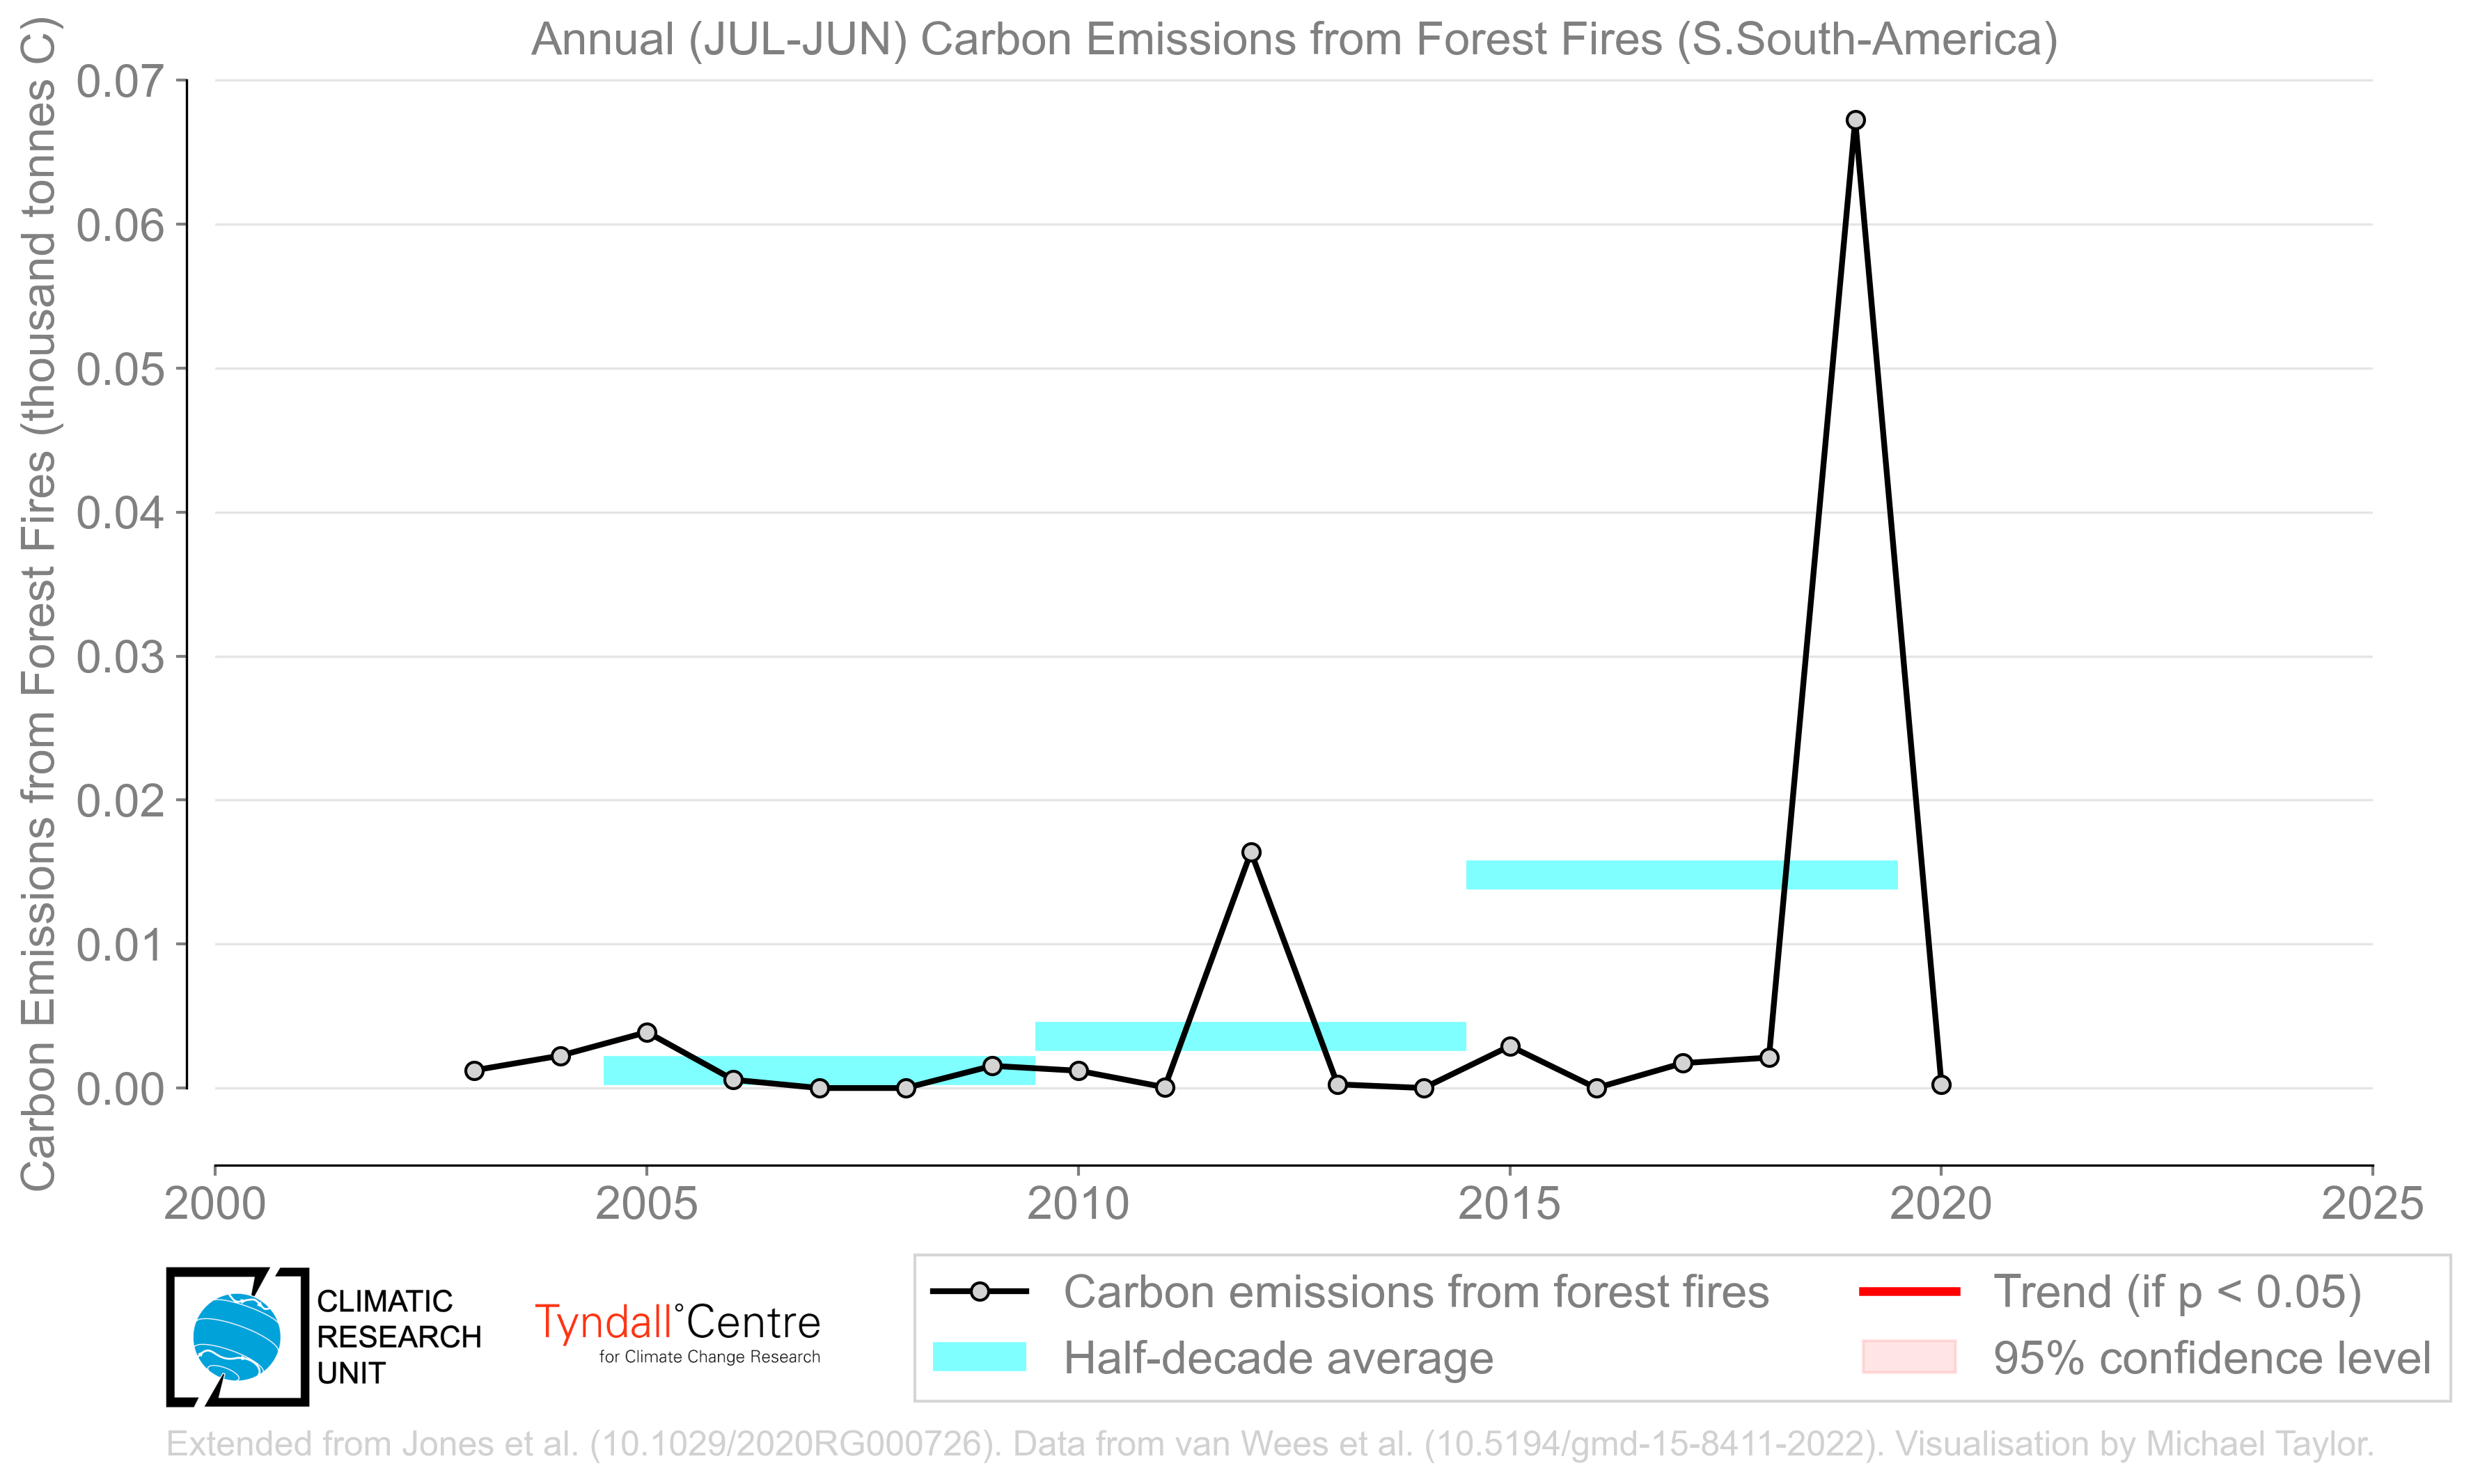 Annual (JUL-JUN) Carbon Emissions from Forest Fires (S.South-America)
Carbon Emissions from Forest Fires (thousand tonnes C)
0.07
0.06
0.05
0.04
0.03
0.02
0.01
0.00
2000 2005 2010 2015 2020 2025
CLIMATIC
RESEARCH
UNIT
Tyndall°Centre
for Climate Change Research
Carbon emissions from forest fires
Half-decade average
Trend (if p < 0.05)
95% confidence level
Extended from Jones et al. (10.1029/2020RG000726). Data from van Wees et al. (10.5194/gmd-15-8411-2022). Visualisation by Michael Taylor.